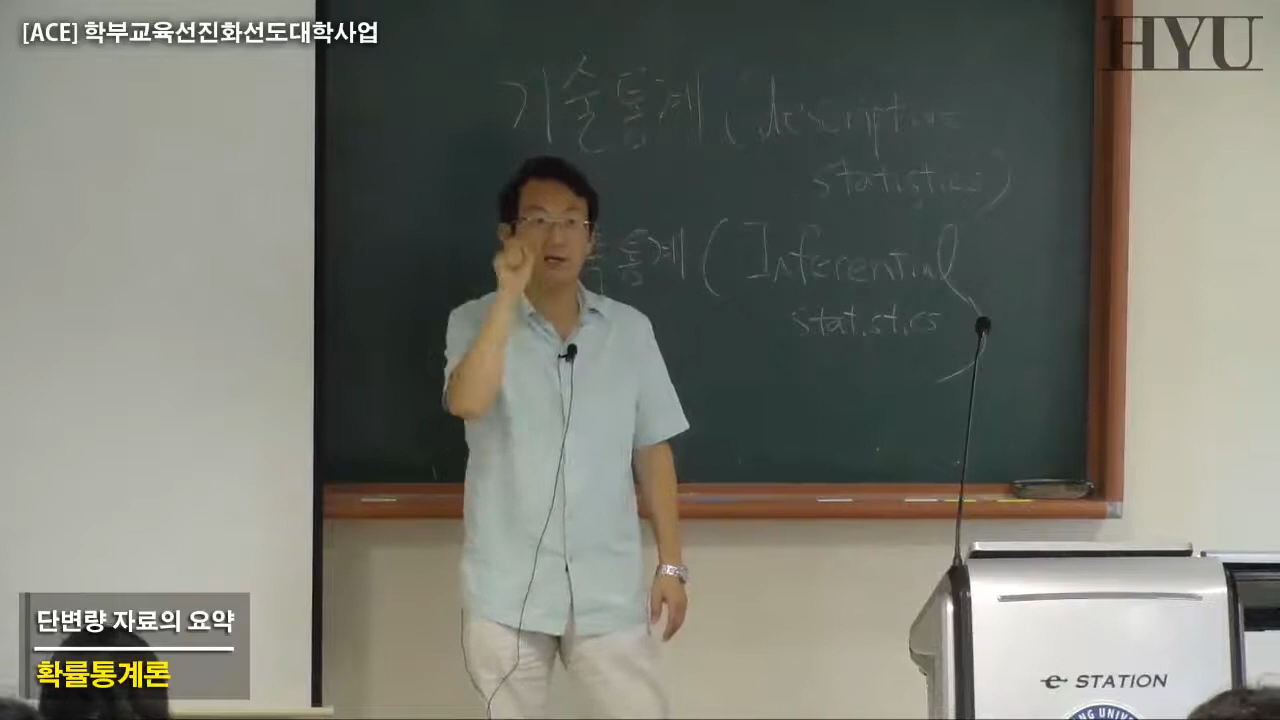 [ACE] 학부교육선진화선도대학사업
HYU
기술통계 (descriptive
statistics)
통계 (Inferential
statistics
단변량 자료의 요약
확률통계론
e STATION